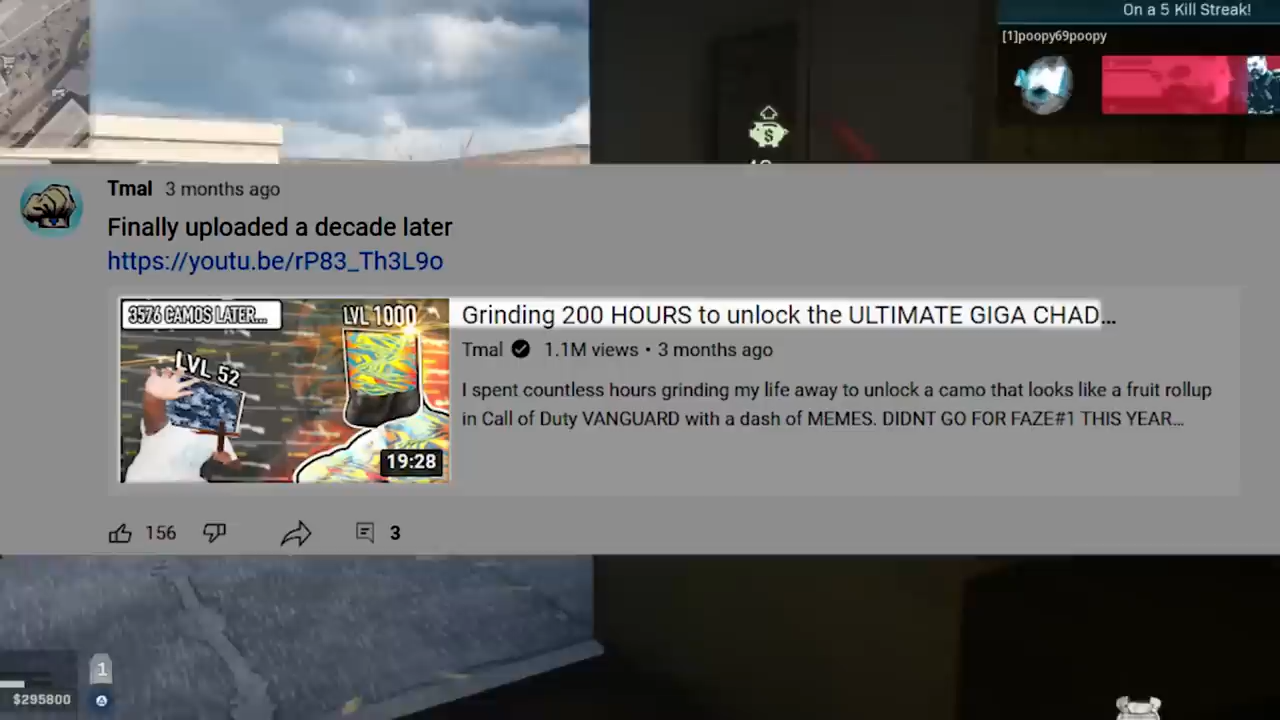 On a 5 Kill Streak!
[1]poopy69poopy
Tmal 3 months ago
Finally uploaded a decade later
https://youtu.be/rP83_Th3L9o
3576 CAMOS LATER...
LVL 1000
LVL 52
19:28
Grinding 200 HOURS to unlock the ULTIMATE GIGA CHAD...
Tmal 1.1M views • 3 months ago
I spent countless hours grinding my life away to unlock a camo that looks like a fruit rollup
in Call of Duty VANGUARD with a dash of MEMES. DIDNT GO FOR FAZE#1 THIS YEAR...
156 3
1
$295800